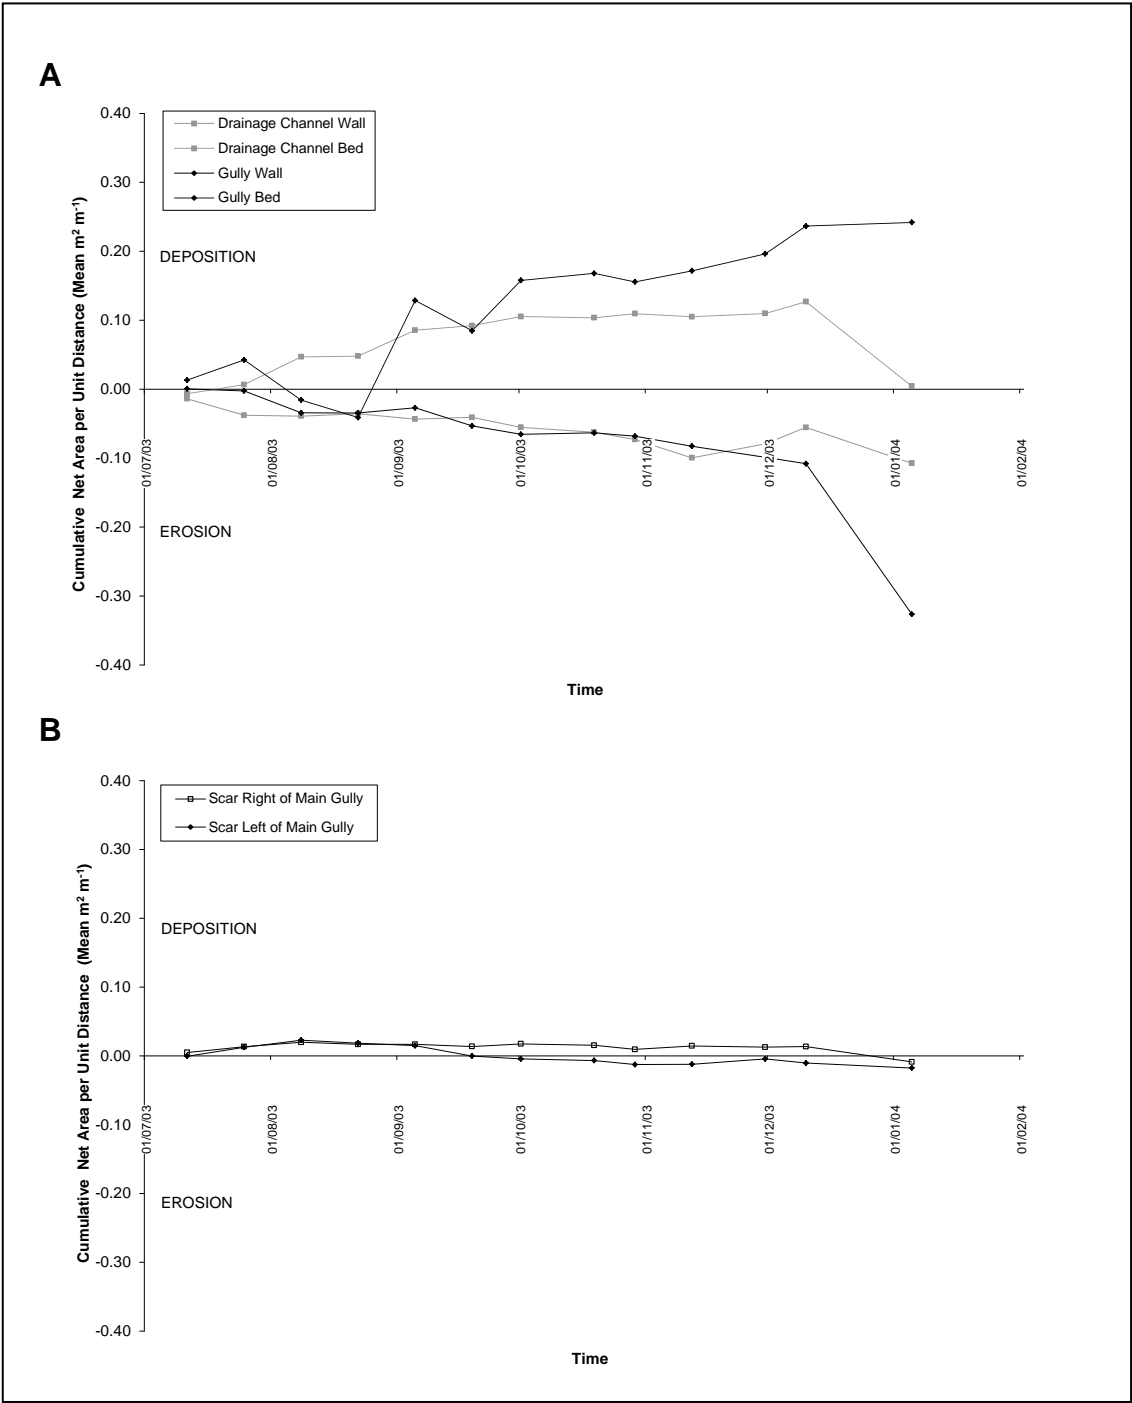 A
0.40
0.30
0.20
0.10
0.00
-0.10
-0.20
-0.30
-0.40
Cumulative Net Area per Unit Distance (Mean m² m⁻¹)
Drainage Channel Wall
Drainage Channel Bed
Gully Wall
Gully Bed
DEPOSITION
EROSION
01/07/03
01/08/03
01/09/03
01/10/03
01/11/03
01/12/03
01/01/04
01/02/04
Time
B
0.40
0.30
0.20
0.10
0.00
-0.10
-0.20
-0.30
-0.40
Cumulative Net Area per Unit Distance (Mean m² m⁻¹)
Scar Right of Main Gully
Scar Left of Main Gully
DEPOSITION
EROSION
01/07/03
01/08/03
01/09/03
01/10/03
01/11/03
01/12/03
01/01/04
01/02/04
Time